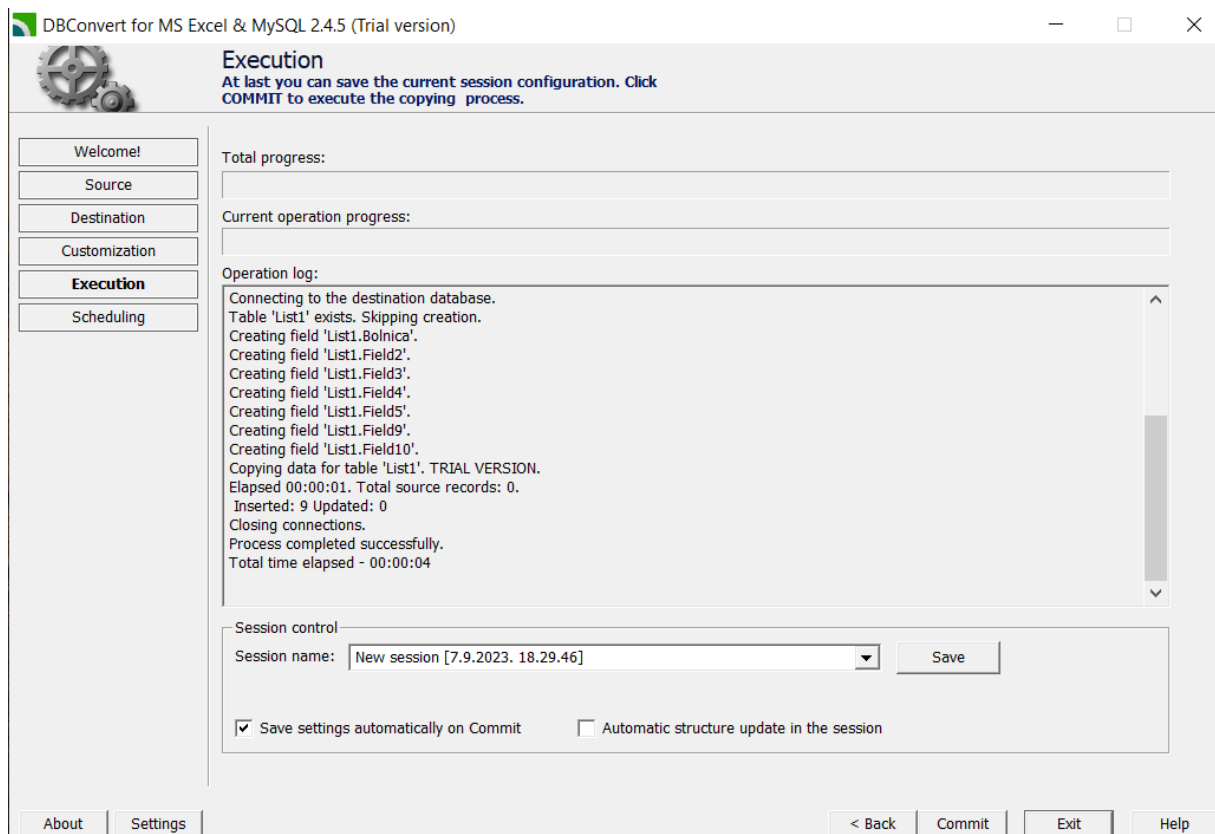 DBConvert for MS Excel & MySQL 2.4.5 (Trial version)
Execution
At last you can save the current session configuration. Click
COMMIT to execute the copying process.
Welcome!
Source
Destination
Customization
Execution
Scheduling
Total progress:
Current operation progress:
Operation log:
Connecting to the destination database.
Table 'List1' exists. Skipping creation.
Creating field 'List1.Bolnica'.
Creating field 'List1.Field2'.
Creating field 'List1.Field3'.
Creating field 'List1.Field4'.
Creating field 'List1.Field5'.
Creating field 'List1.Field9'.
Creating field 'List1.Field10'.
Copying data for table 'List1'. TRIAL VERSION.
Elapsed 00:00:01. Total source records: 0.
Inserted: 9 Updated: 0
Closing connections.
Process completed successfully.
Total time elapsed - 00:00:04
Session control
Session name: New session [7.9.2023. 18.29.46] Save
Save settings automatically on Commit Automatic structure update in the session
About Settings < Back Commit Exit Help